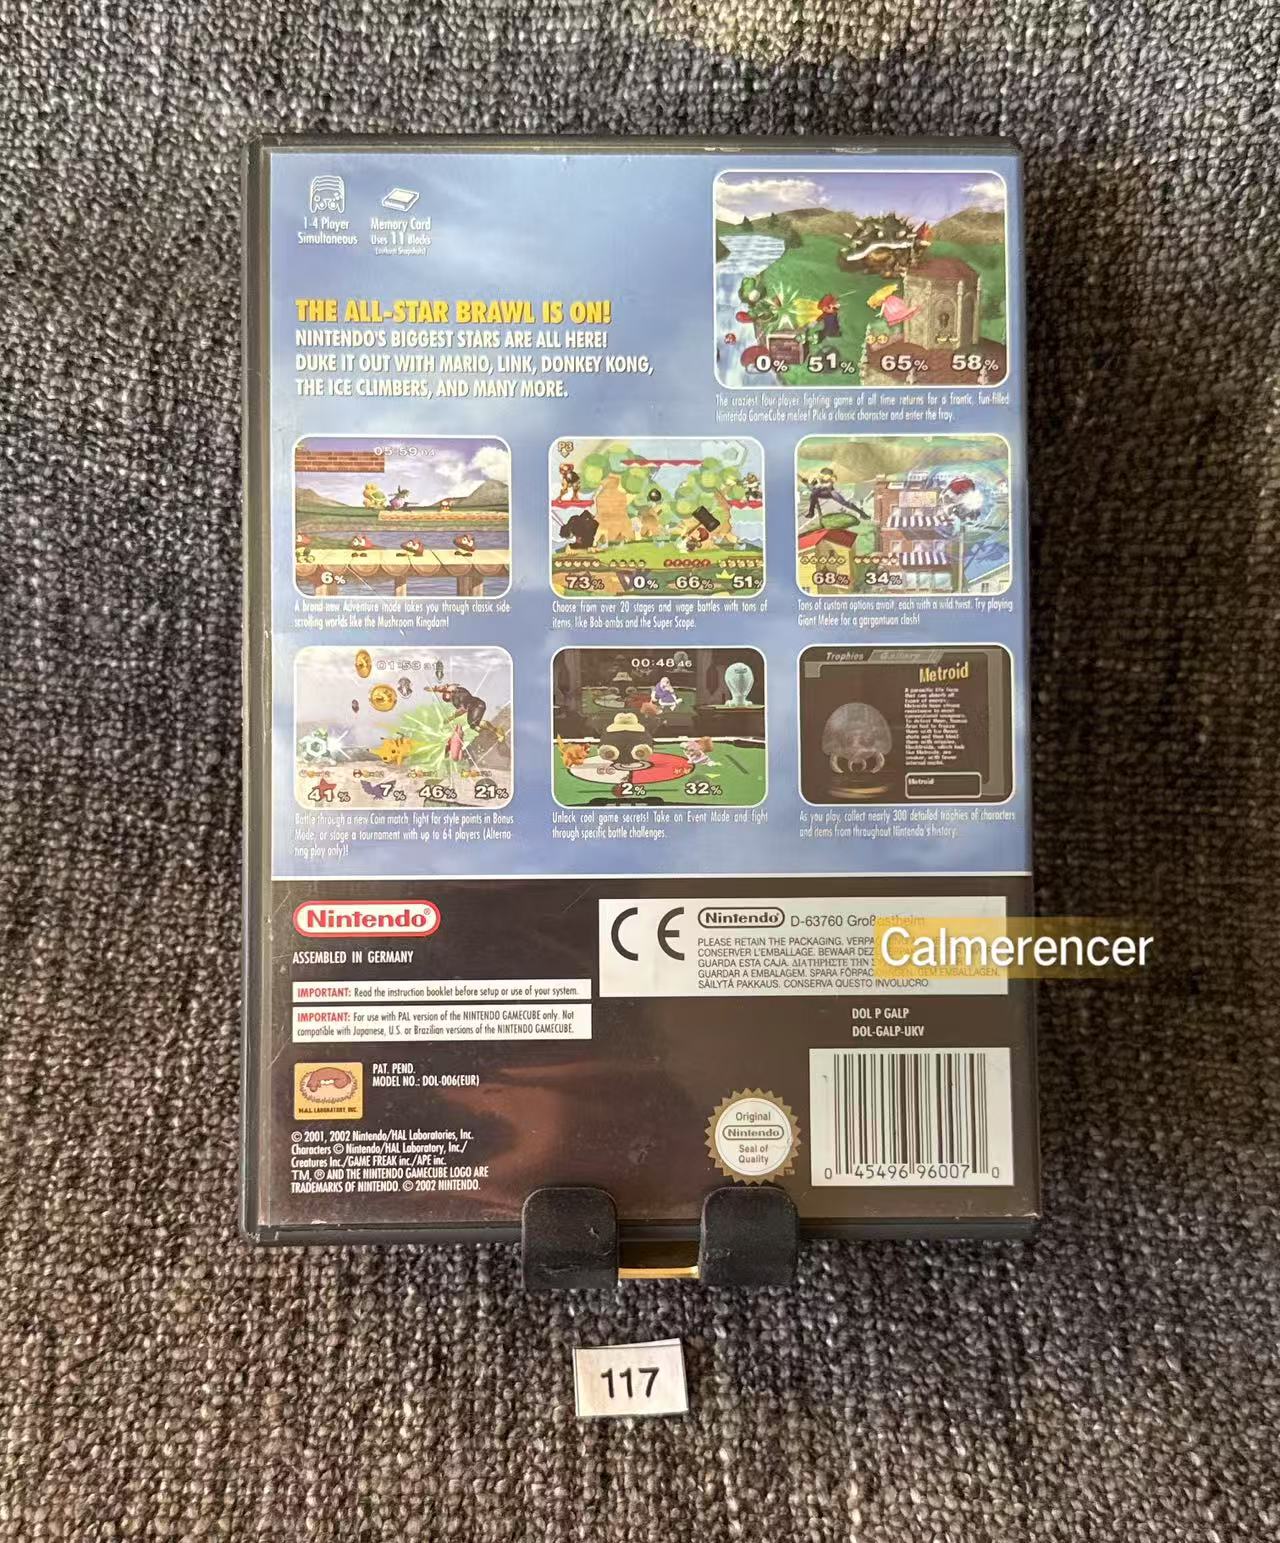 1-4 Player
Simultaneous
Memory Card
Uses 11 Blocks
THE ALL-STAR BRAWL IS ON!
NINTENDO'S BIGGEST STARS ARE ALL HERE!
DUKE IT OUT WITH MARIO, LINK, DONKEY KONG,
THE ICE CLIMBERS, AND MANY MORE.
0% 51% 65% 58%
The craziest four-player fighting game of all time returns for a frantic, fun-filled
Nintendo GameCube melee! Pick a classic character and enter the fray.
05:59
6%
A brand-new Adventure mode takes you through classic side-
scrolling worlds like the Mushroom Kingdom!
P3
73% 0% 66% 51%
Choose from over 20 stages and wage battles with tons of
items, like Bob-ombs and the Super Scope.
68% 34%
Tons of custom options await, each with a wild twist. Try playing
Giant Melee for a gargantuan clash!
41% 7% 46% 21%
Battle through a new Coin match, fight for style points in Bonus
Mode, or stage a tournament with up to 64 players (Alterna-
ting play only)!
00:48 46
2% 32%
Unlock cool game secrets! Take on Event Mode and fight
through specific battle challenges.
Trophies Gallery
Metroid
Metroid
As you play, collect nearly 300 detailed trophies of characters
and items from throughout Nintendo's history.
Nintendo®
ASSEMBLED IN GERMANY
IMPORTANT: Read the instruction booklet before setup or use of your system.
IMPORTANT: For use with PAL version of the NINTENDO GAMECUBE only. Not
compatible with Japanese, U.S. or Brazilian versions of the NINTENDO GAMECUBE.
CE
Nintendo® D-63760 Großostheim
PLEASE RETAIN THE PACKAGING.
CONSERVER L'EMBALLAGE. BEWAAR DEZE
GUARDA ESTA CAJA. ΔΙΑΤΗΡΗΣΤΕ ΤΗΝ
GUARDAR A EMBALAGEM. SPARA FÖRPACKNINGEN. GEM EMBALLAGEN.
SÄILYTÄ PAKKAUS. CONSERVA QUESTO INVOLUCRO
Calmerencer
DOL P GALP
DOL-GALP-UKV
HAL LABORATORY, INC.
PAT. PEND.
MODEL NO.: DOL-006(EUR)
© 2001, 2002 Nintendo/HAL Laboratories, Inc.
Characters © Nintendo/HAL Laboratory, Inc./
Creatures Inc./GAME FREAK inc./APE inc.
TM, ® AND THE NINTENDO GAMECUBE LOGO ARE
TRADEMARKS OF NINTENDO. © 2002 NINTENDO.
Original
Nintendo
Seal of
Quality
TM
0 45496 96007 0
117